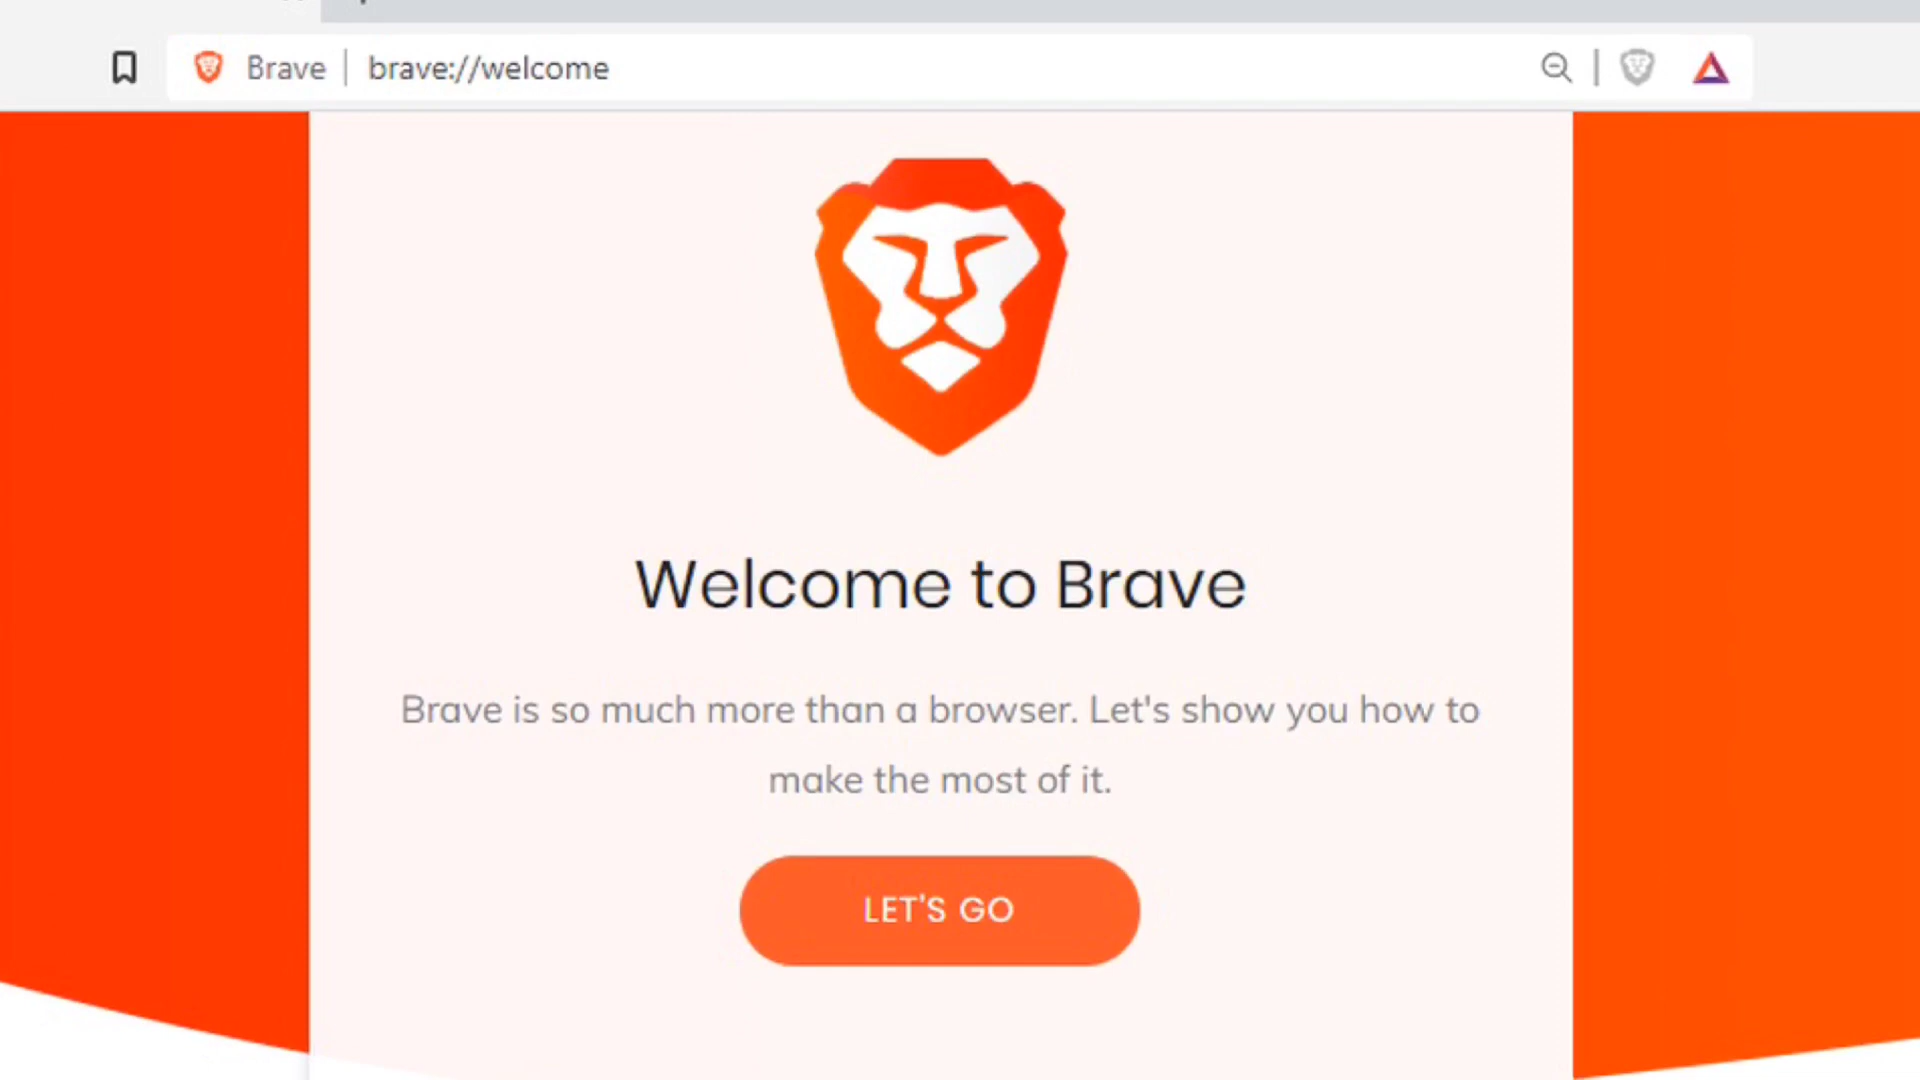 Brave | brave://welcome
Welcome to Brave
Brave is so much more than a browser. Let's show you how to
make the most of it.
LET'S GO